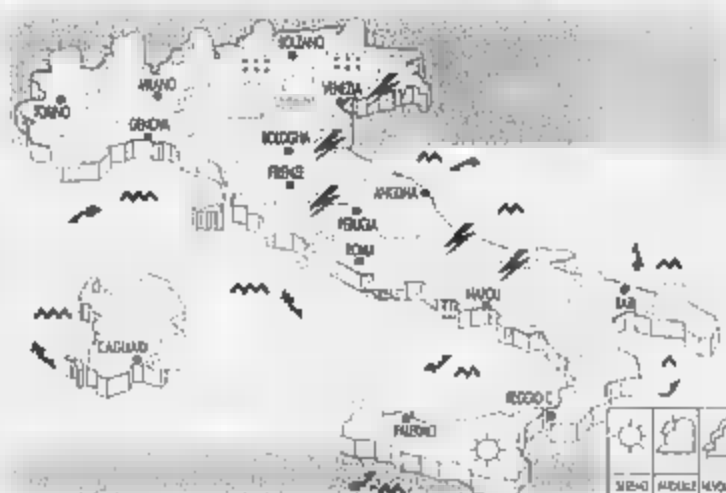 BOLZANO
MILANO
VENEZIA
TORINO
GENOVA
BOLOGNA
FIRENZE
ANCONA
PERUGIA
ROMA
NAPOLI
BARI
CAGLIARI
REGGIO C.
PALERMO
SERENO